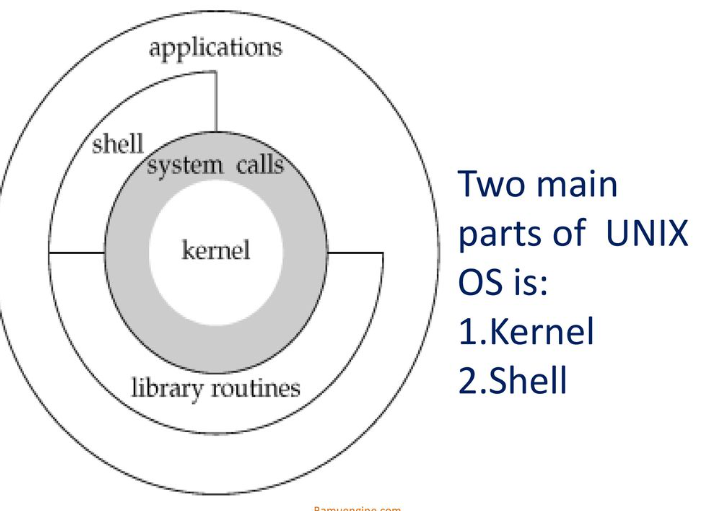 applications
shell
system calls
kernel
library routines
Two main
parts of UNIX
OS is:
1.Kernel
2.Shell